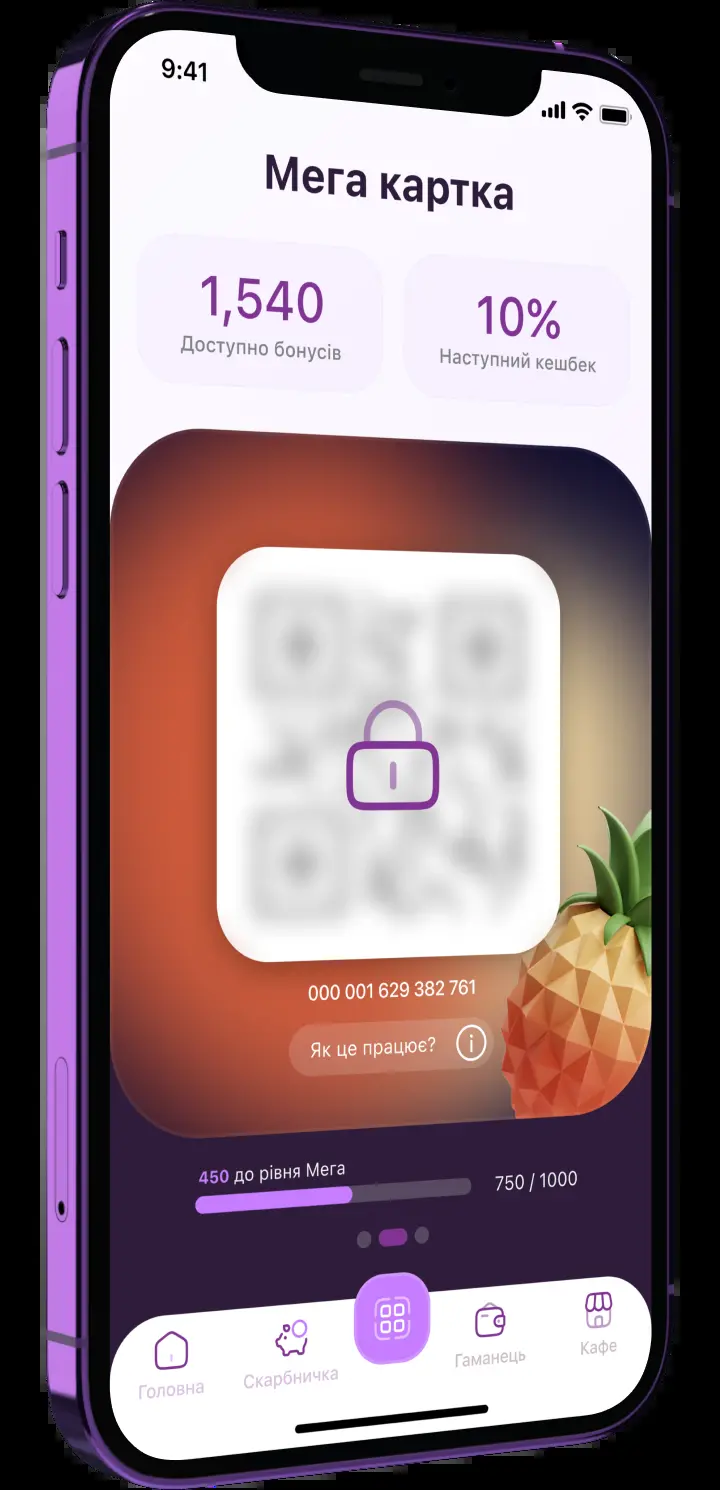 9:41
Мега картка
1,540
Доступно бонусів
10%
Наступний кешбек
000 001 629 382 761
Як це працює?
450 до рівня Мега
750 / 1000
Головна
Скарбничка
Гаманець
Кафе